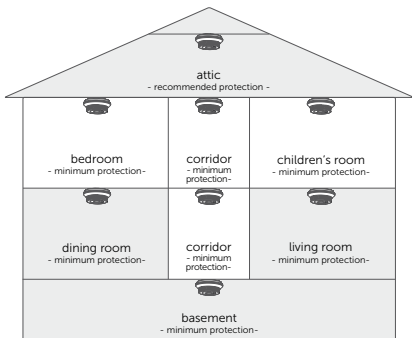 attic
- recommended protection -
bedroom
- minimum protection-
corridor
- minimum
protection-
children's room
- minimum protection-
dining room
- minimum protection-
corridor
- minimum
protection-
living room
- minimum protection-
basement
- minimum protection-